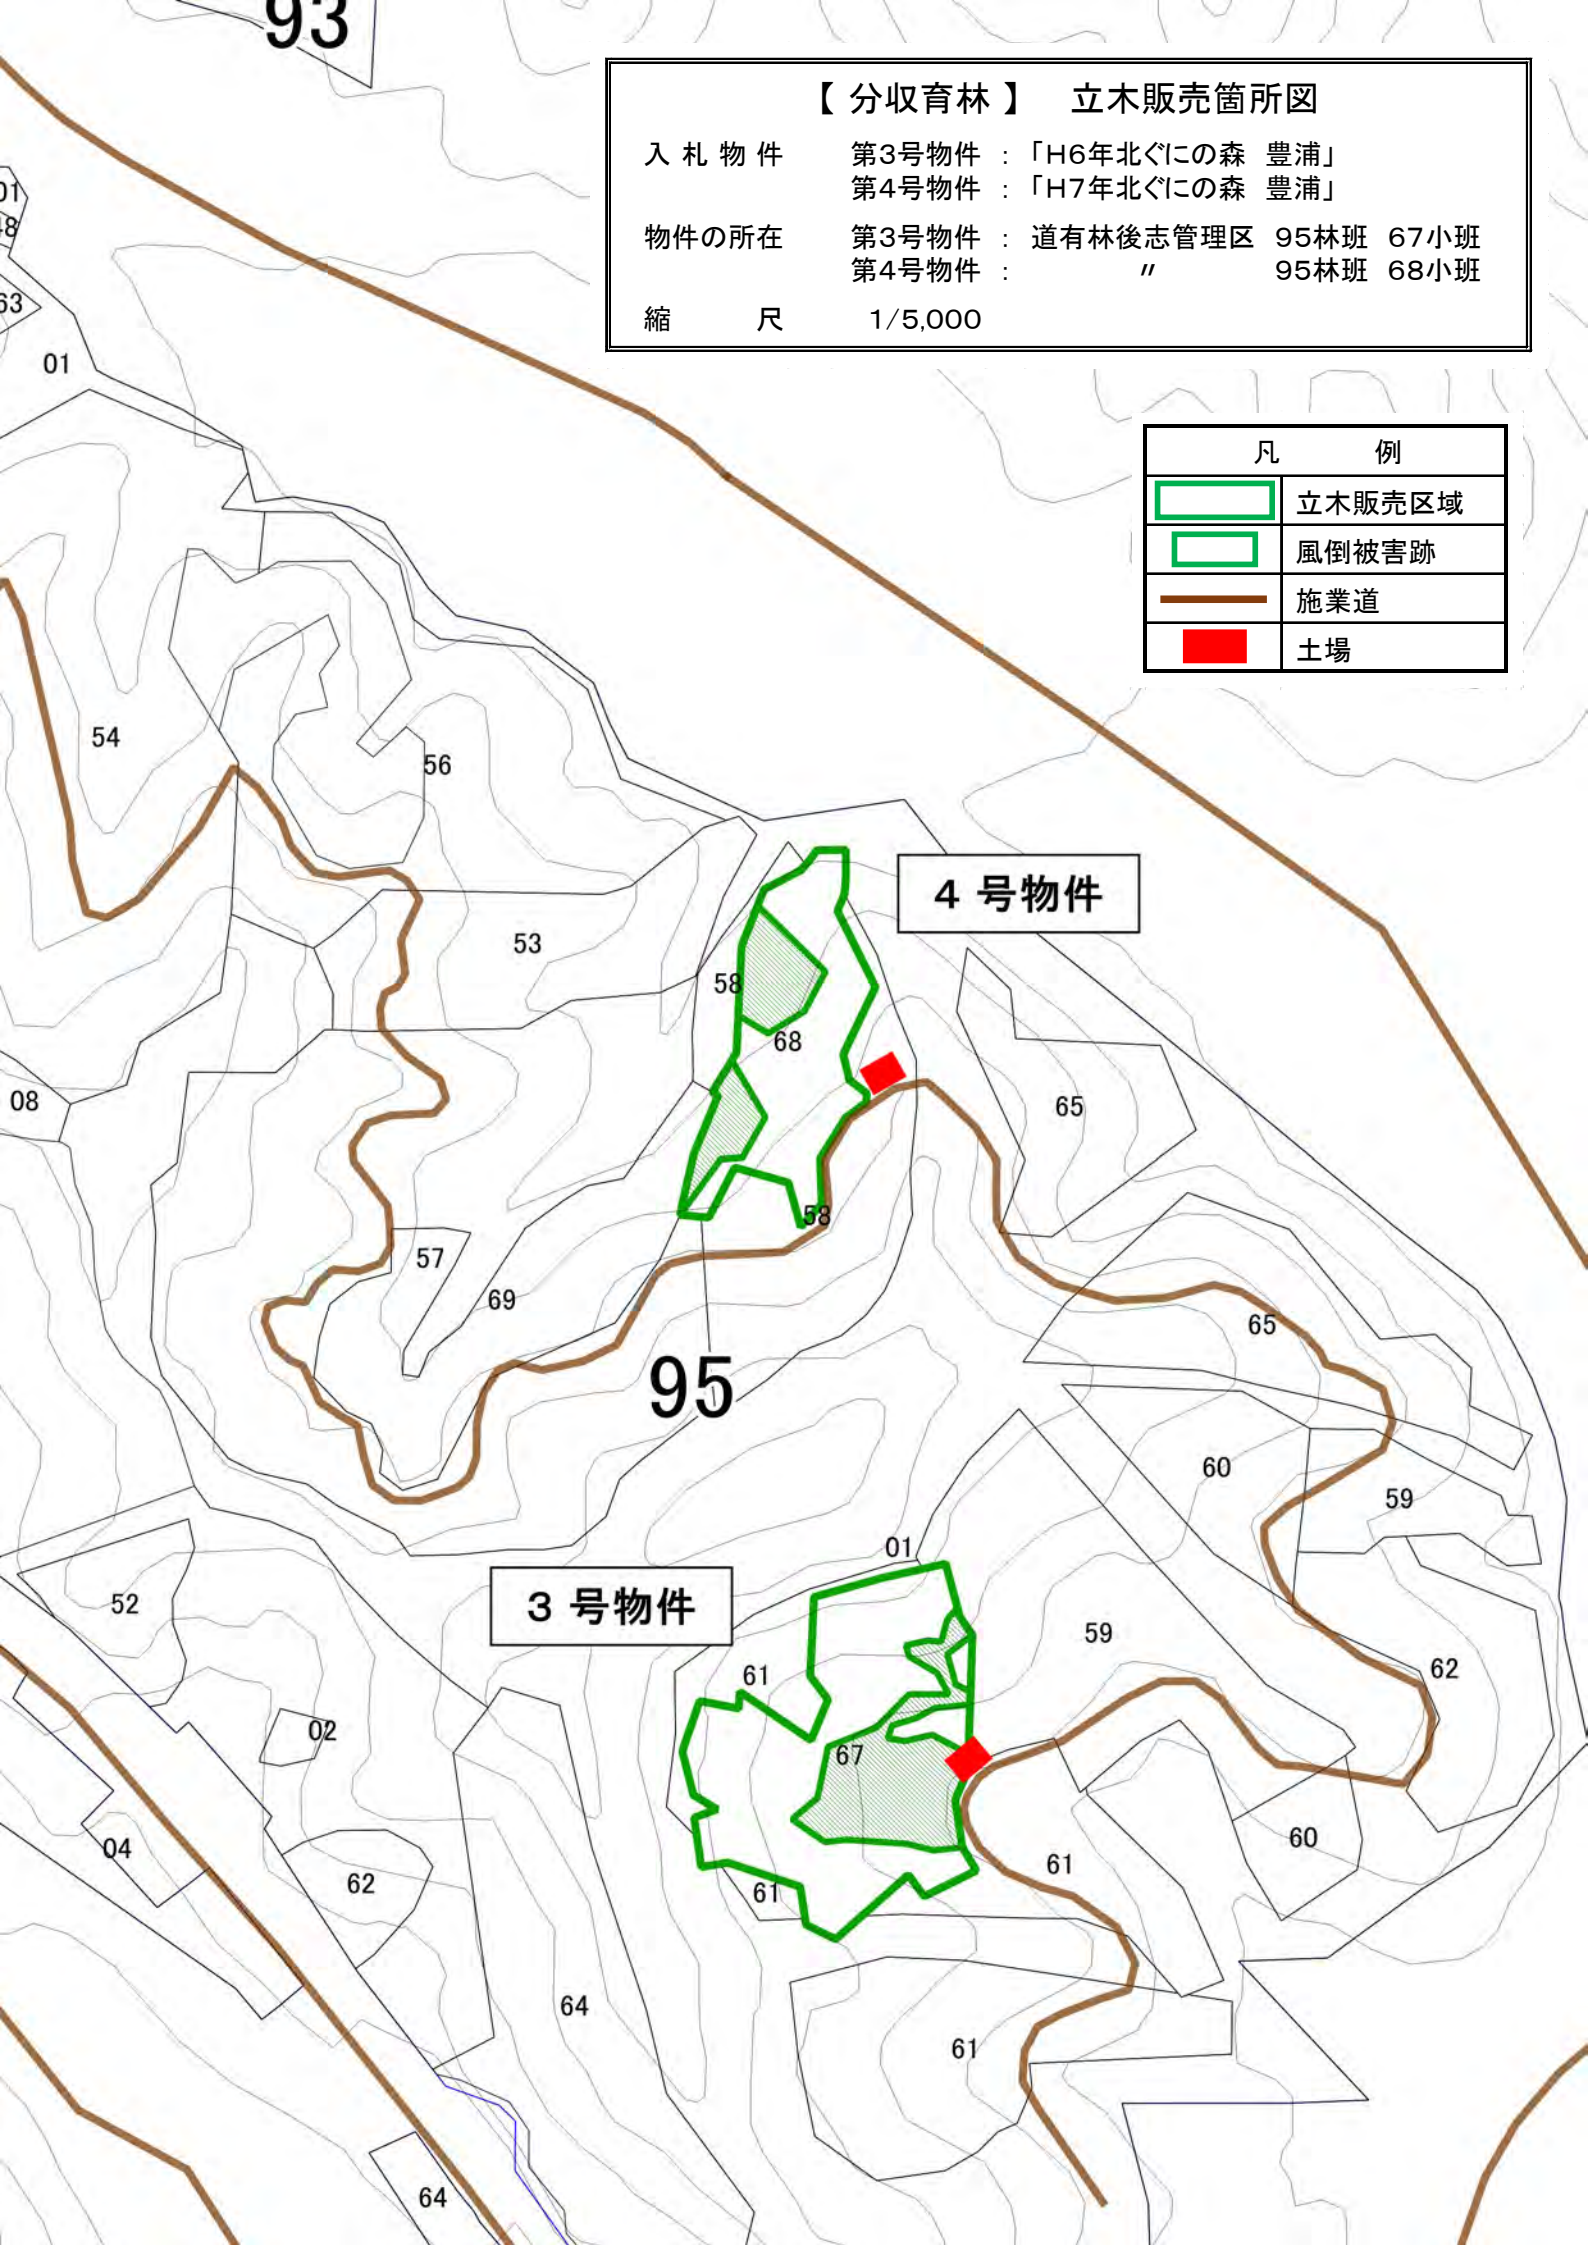 93
【 分収育林 】　立木販売箇所図
入 札 物 件　第3号物件 ： 「H6年北ぐにの森　豊浦」
第4号物件 ： 「H7年北ぐにの森　豊浦」
物件の所在　第3号物件 ： 道有林後志管理区　95林班　67小班
第4号物件 ： 〃　95林班　68小班
縮　尺　1/5,000
01
48
63
01
凡　例
立木販売区域
風倒被害跡
施業道
土場
54
56
4 号物件
53
58
68
08
65
58
57
69
65
95
60
59
01
52
3 号物件
59
61
62
02
67
04
60
62
61
61
64
61
64